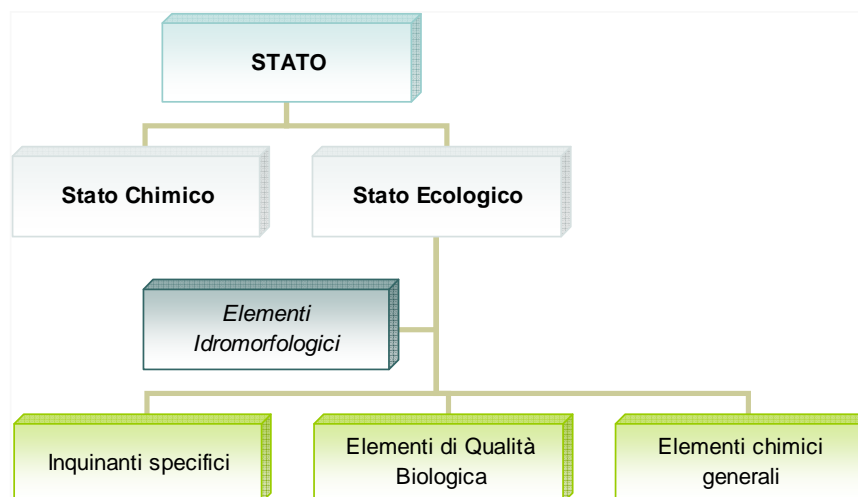 STATO
Stato Chimico
Stato Ecologico
Elementi
Idromorfologici
Inquinanti specifici
Elementi di Qualità
Biologica
Elementi chimici
generali